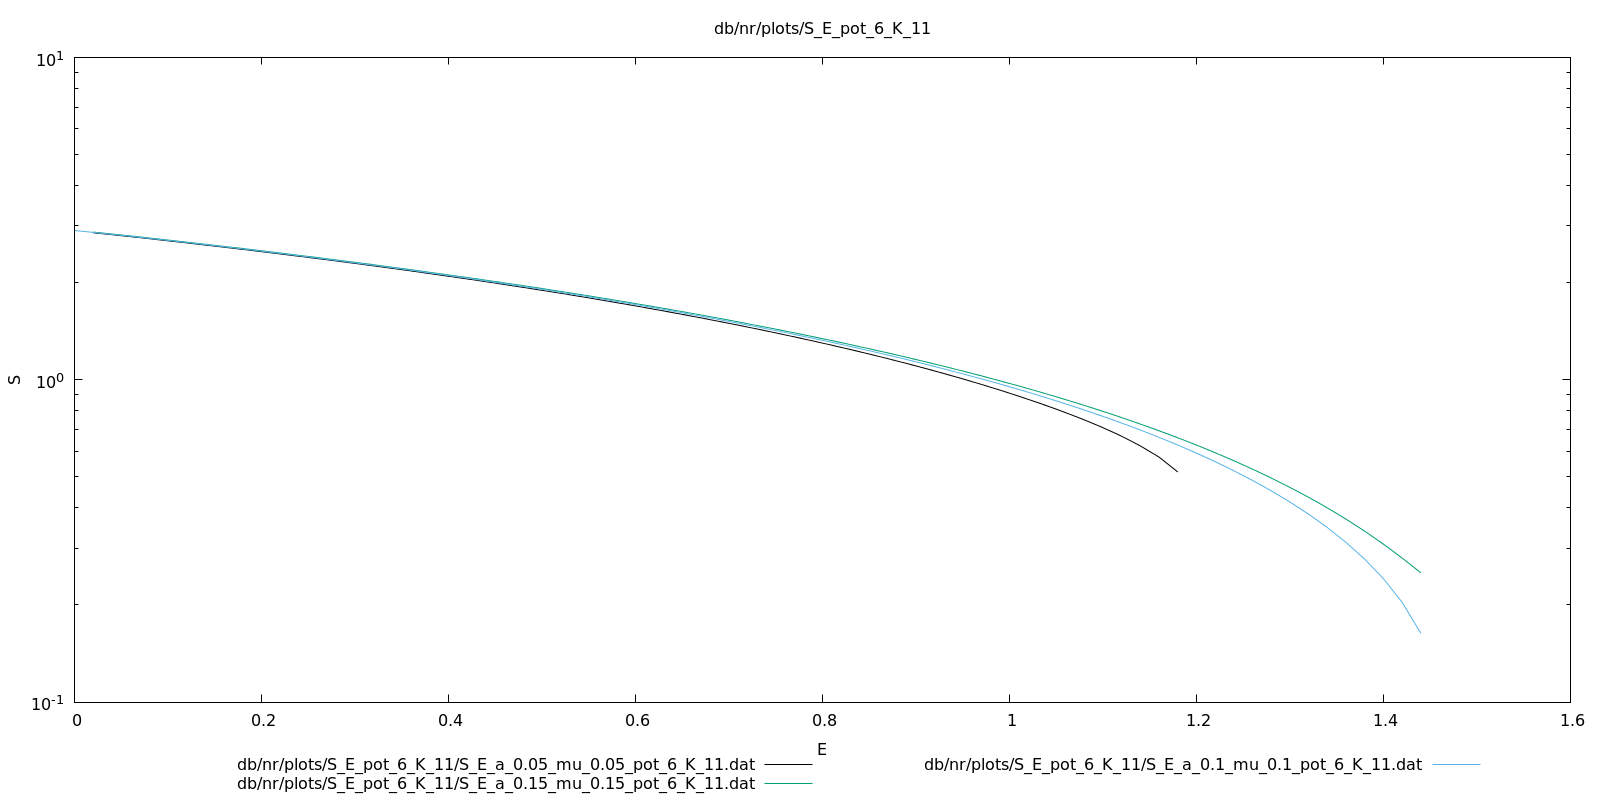 db/nr/plots/S_E_pot_6_K_11
10^1
10^0
10^-1
S
0 0.2 0.4 0.6 0.8 1 1.2 1.4 1.6
E
db/nr/plots/S_E_pot_6_K_11/S_E_a_0.05_mu_0.05_pot_6_K_11.dat db/nr/plots/S_E_pot_6_K_11/S_E_a_0.1_mu_0.1_pot_6_K_11.dat
db/nr/plots/S_E_pot_6_K_11/S_E_a_0.15_mu_0.15_pot_6_K_11.dat